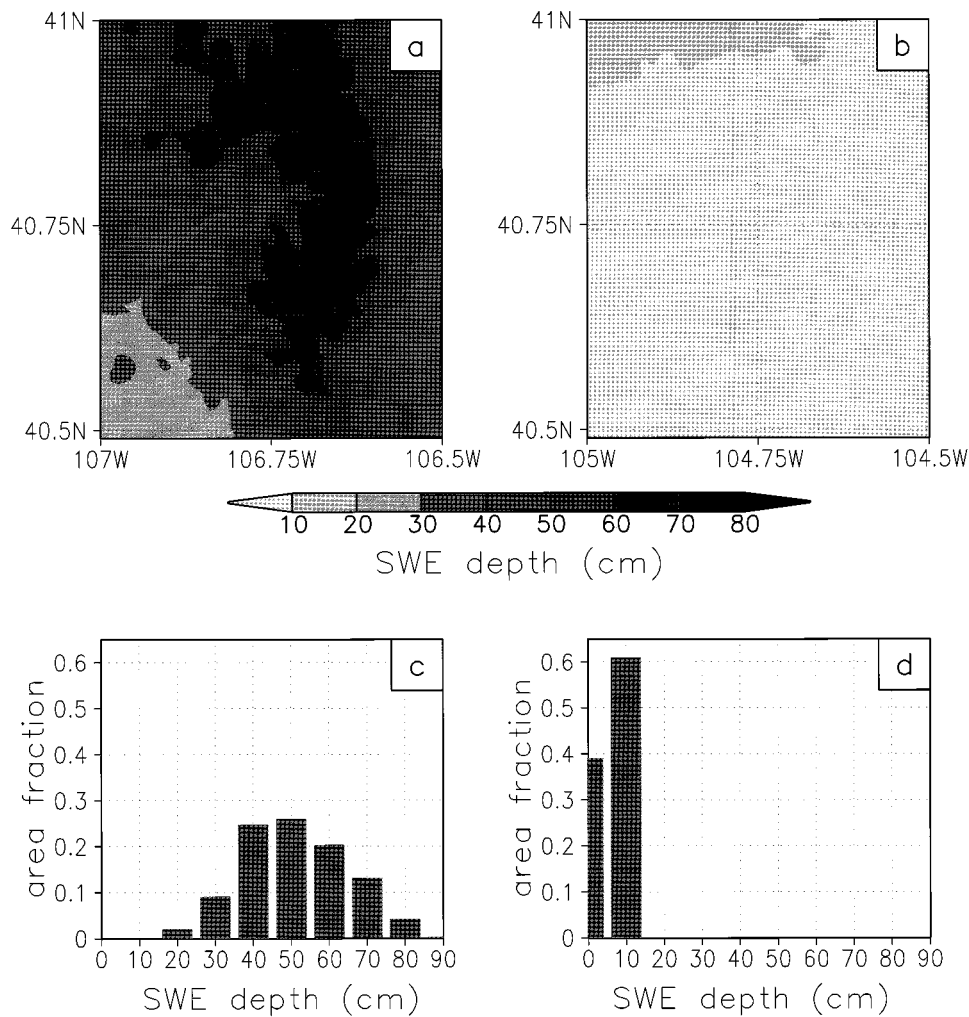 41N
a
40.75N
40.5N
107W 106.75W 106.5W
41N
b
40.75N
40.5N
105W 104.75W 104.5W
10 20 30 40 50 60 70 80
SWE depth (cm)
c
area fraction
0.6
0.5
0.4
0.3
0.2
0.1
0
0 10 20 30 40 50 60 70 80 90
SWE depth (cm)
d
area fraction
0.6
0.5
0.4
0.3
0.2
0.1
0
0 10 20 30 40 50 60 70 80 90
SWE depth (cm)